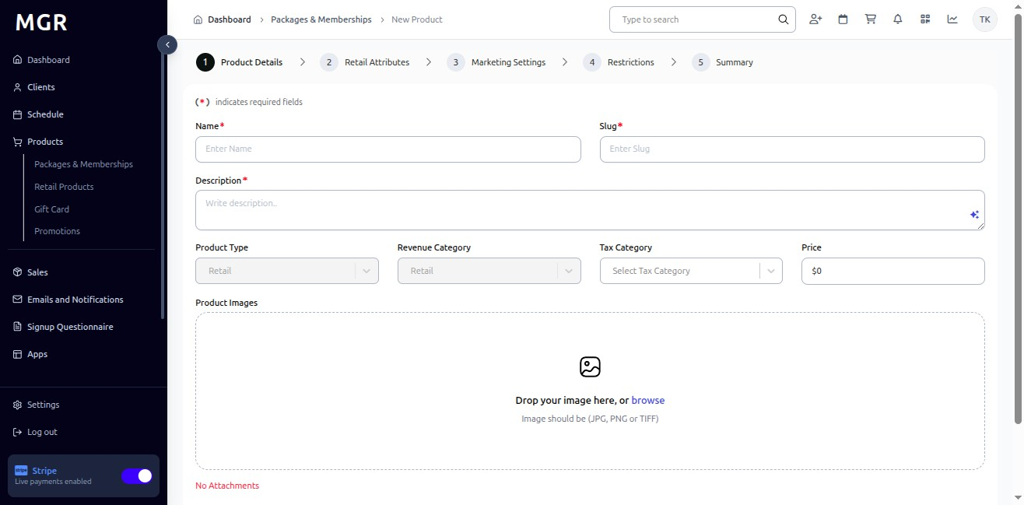 MGR
Dashboard
Clients
Schedule
Products
Packages & Memberships
Retail Products
Gift Card
Promotions
Sales
Emails and Notifications
Signup Questionnaire
Apps
Settings
Log out
stripe
Stripe
Live payments enabled
Dashboard > Packages & Memberships > New Product
Type to search
TK
1 Product Details > 2 Retail Attributes > 3 Marketing Settings > 4 Restrictions > 5 Summary
(*) indicates required fields
Name* Slug*
Enter Name Enter Slug
Description*
Write description..
Product Type Revenue Category Tax Category Price
Retail Retail Select Tax Category $0
Product Images
Drop your image here, or browse
Image should be (JPG, PNG or TIFF)
No Attachments